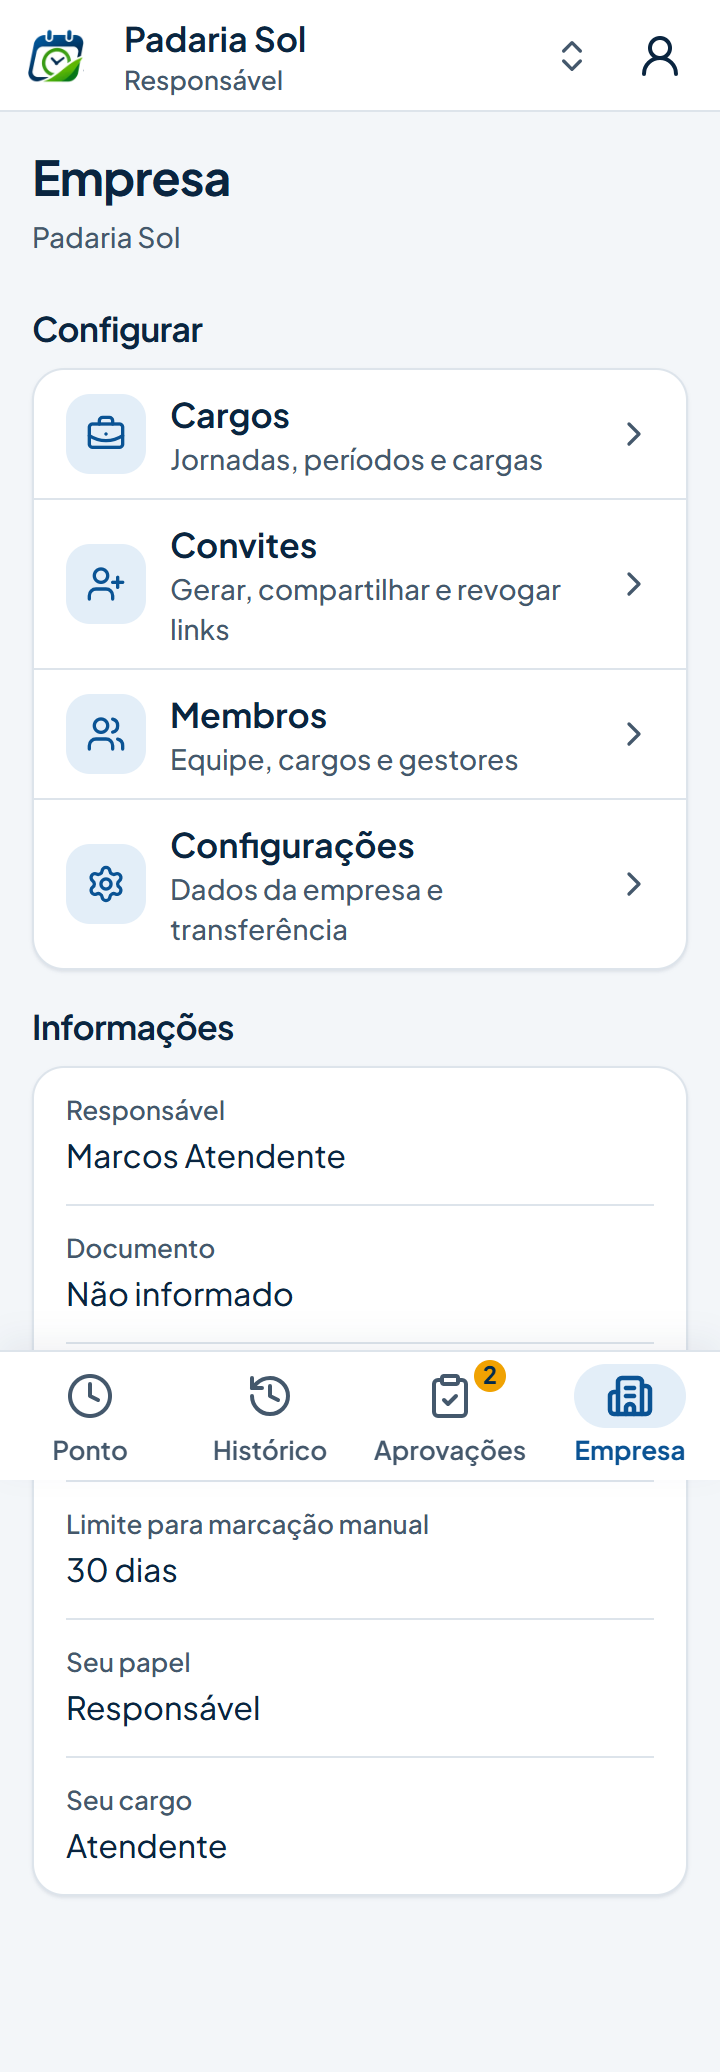 Padaria Sol
Responsável
Empresa
Padaria Sol
Configurar
Cargos
Jornadas, períodos e cargas
Convites
Gerar, compartilhar e revogar
links
Membros
Equipe, cargos e gestores
Configurações
Dados da empresa e
transferência
Informações
Responsável
Marcos Atendente
Documento
Não informado
2
Ponto
Histórico
Aprovações
Empresa
Limite para marcação manual
30 dias
Seu papel
Responsável
Seu cargo
Atendente